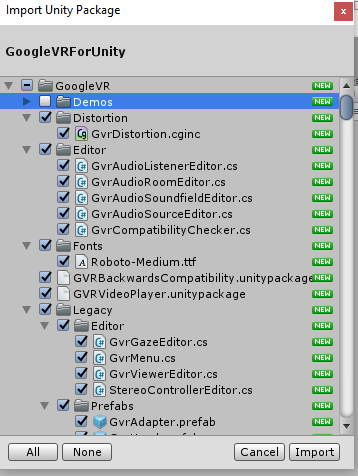 Import Unity Package
GoogleVRForUnity
GoogleVR NEW
Demos NEW
Distortion NEW
GvrDistortion.cginc NEW
Editor NEW
GvrAudioListenerEditor.cs NEW
GvrAudioRoomEditor.cs NEW
GvrAudioSoundfieldEditor.cs NEW
GvrAudioSourceEditor.cs NEW
GvrCompatibilityChecker.cs NEW
Fonts NEW
Roboto-Medium.ttf NEW
GVRBackwardsCompatibility.unitypackage NEW
GVRVideoPlayer.unitypackage NEW
Legacy NEW
Editor NEW
GvrGazeEditor.cs NEW
GvrMenu.cs NEW
GvrViewerEditor.cs NEW
StereoControllerEditor.cs NEW
Prefabs NEW
GvrAdapter.prefab NEW
All None Cancel Import